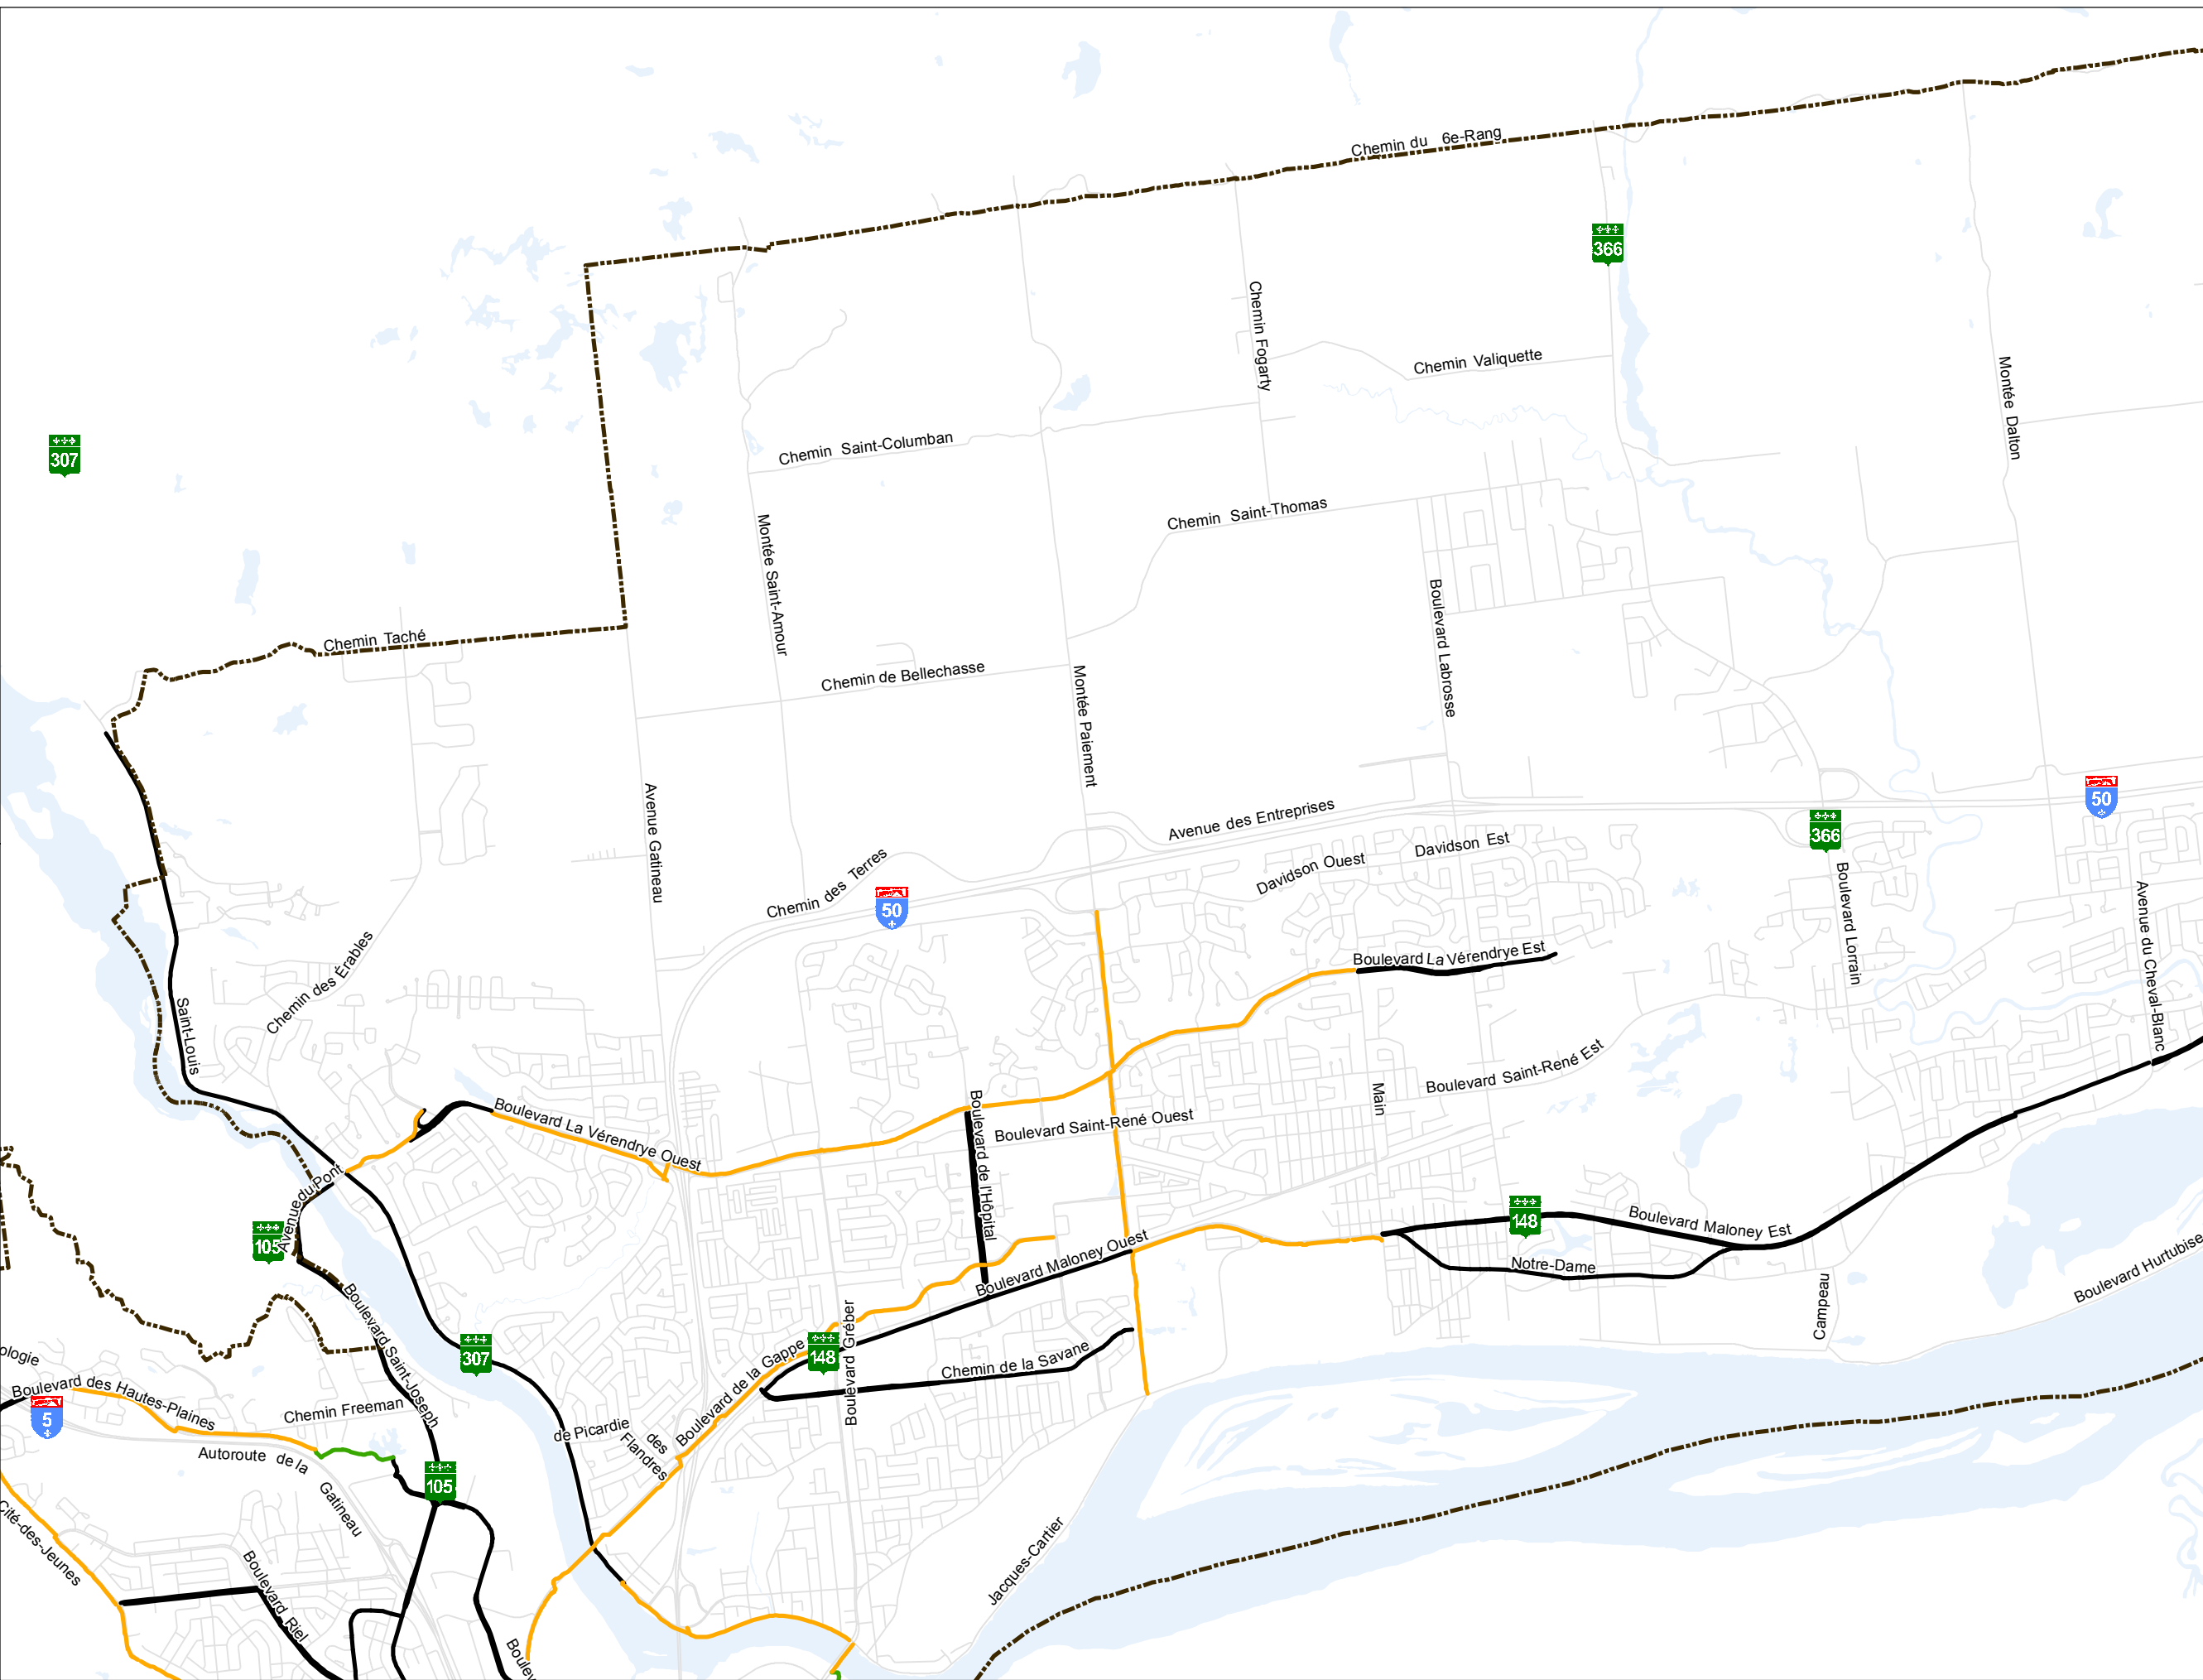 Chemin du 6e-Rang
366
Chemin Fogarty
Chemin Valiquette
Montée Dalton
307
Chemin Saint-Columban
Chemin Saint-Thomas
Montée Saint-Amour
Boulevard Labrosse
Chemin Taché
Chemin de Bellechasse
Montée Paiement
Avenue Gatineau
50
Avenue des Entreprises
366
Chemin des Terres
50
Davidson Ouest
Davidson Est
Boulevard Lorrain
Avenue du Cheval-Blanc
Chemin des Érables
Boulevard La Vérendrye Est
Saint-Louis
Boulevard La Vérendrye Ouest
Boulevard de l'Hôpital
Boulevard Saint-René Ouest
Main
Boulevard Saint-René Est
Avenue du Pont
105
148
Boulevard Maloney Est
Notre-Dame
Boulevard Maloney Ouest
Boulevard Hurtubise
Campeau
Boulevard Saint-Joseph
307
148
Boulevard Gréber
Boulevard de la Gappe
Chemin de la Savane
ologie
Boulevard des Hautes-Plaines
5
Chemin Freeman
de Picardie
des Flandres
Autoroute de la Gatineau
105
Cité-des-Jeunes
Boulevard Riel
Jacques-Cartier
Boulev